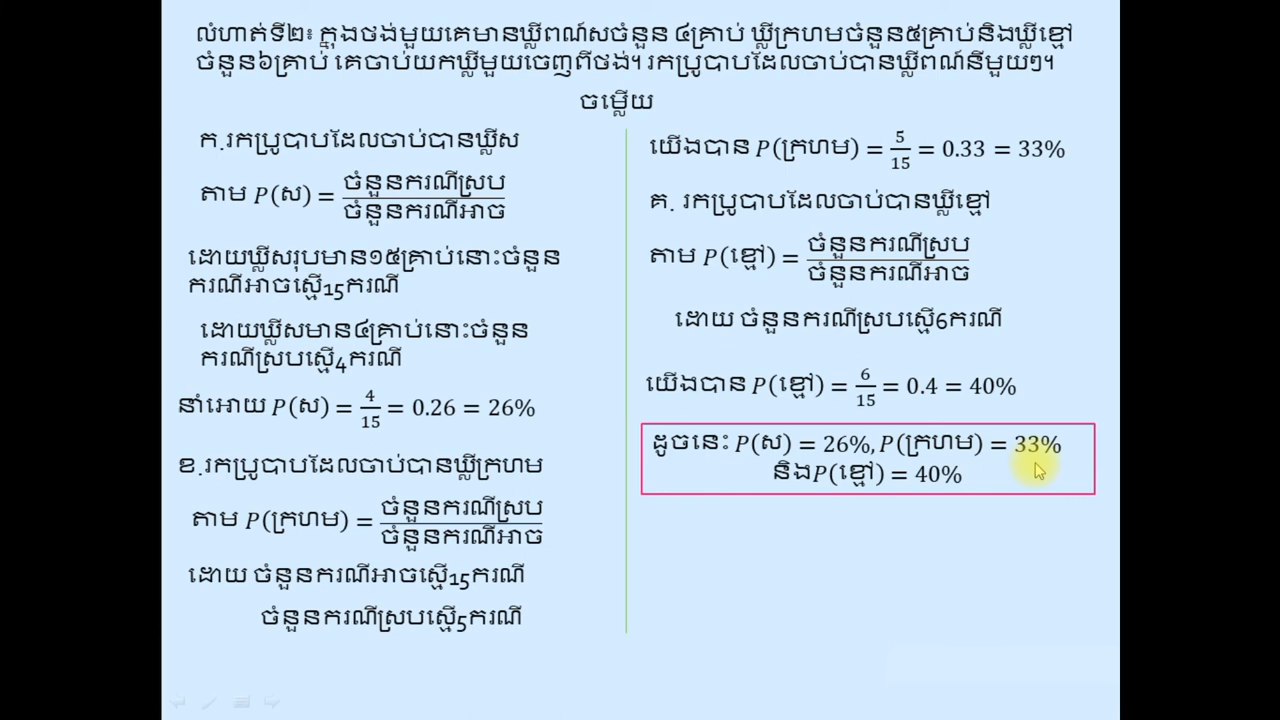 លំហាត់ទី២៖ ក្នុងថង់មួយគេមានឃ្លីពណ៍សចំនួន ៤គ្រាប់ ឃ្លីក្រហមចំនួន៥គ្រាប់និងឃ្លីខ្មៅ
ចំនួន៦គ្រាប់ គេចាប់យកឃ្លីមួយចេញពីថង់។ រកប្រូបាបដែលចាប់បានឃ្លីពណ៍នីមួយៗ។
ចម្លើយ
ក.រកប្រូបាបដែលចាប់បានឃ្លីស
តាម P(ស) = ចំនួនករណីស្រប / ចំនួនករណីអាច
ដោយឃ្លីសរុបមាន១៥គ្រាប់នោះចំនួន
ករណីអាចស្មើ15ករណី
ដោយឃ្លីសមាន៤គ្រាប់នោះចំនួន
ករណីស្របស្មើ4ករណី
នាំអោយ P(ស) = 4/15 = 0.26 = 26%
ខ.រកប្រូបាបដែលចាប់បានឃ្លីក្រហម
តាម P(ក្រហម) = ចំនួនករណីស្រប / ចំនួនករណីអាច
ដោយ ចំនួនករណីអាចស្មើ15ករណី
ចំនួនករណីស្របស្មើ5ករណី
យើងបាន P(ក្រហម) = 5/15 = 0.33 = 33%
គ. រកប្រូបាបដែលចាប់បានឃ្លីខ្មៅ
តាម P(ខ្មៅ) = ចំនួនករណីស្រប / ចំនួនករណីអាច
ដោយ ចំនួនករណីស្របស្មើ6ករណី
យើងបាន P(ខ្មៅ) = 6/15 = 0.4 = 40%
ដូចនេះ P(ស) = 26%, P(ក្រហម) = 33%
និងP(ខ្មៅ) = 40%